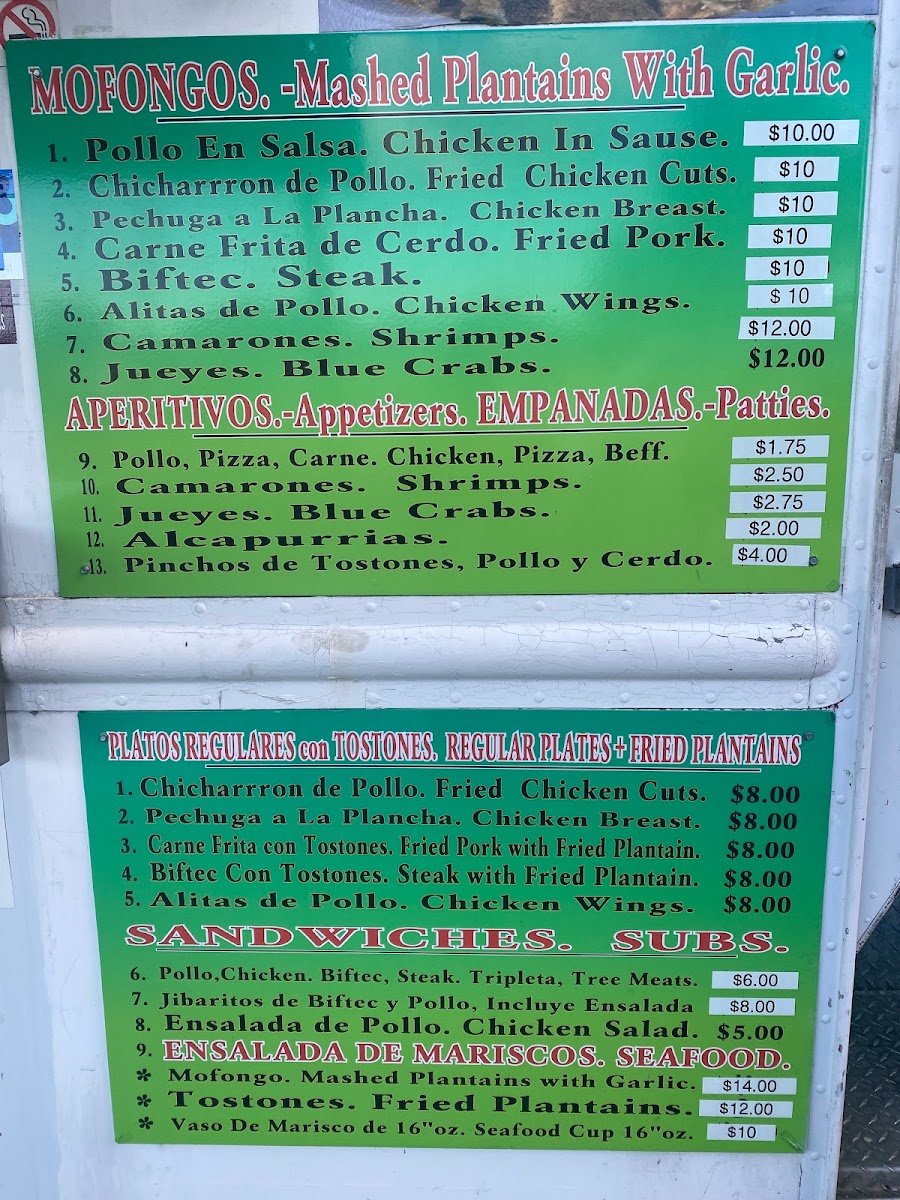 MOFONGOS. -Mashed Plantains With Garlic.
1. Pollo En Salsa. Chicken In Sause. $10.00
2. Chicharrron de Pollo. Fried Chicken Cuts. $10
3. Pechuga a La Plancha. Chicken Breast. $10
4. Carne Frita de Cerdo. Fried Pork. $10
5. Biftec. Steak. $10
6. Alitas de Pollo. Chicken Wings. $ 10
7. Camarones. Shrimps. $12.00
8. Jueyes. Blue Crabs. $12.00
APERITIVOS.-Appetizers. EMPANADAS.-Patties.
9. Pollo, Pizza, Carne. Chicken, Pizza, Beff. $1.75
10. Camarones. Shrimps. $2.50
11. Jueyes. Blue Crabs. $2.75
12. Alcapurrias. $2.00
13. Pinchos de Tostones, Pollo y Cerdo. $4.00
PLATOS REGULARES con TOSTONES. REGULAR PLATES + FRIED PLANTAINS
1. Chicharrron de Pollo. Fried Chicken Cuts. $8.00
2. Pechuga a La Plancha. Chicken Breast. $8.00
3. Carne Frita con Tostones. Fried Pork with Fried Plantain. $8.00
4. Biftec Con Tostones. Steak with Fried Plantain. $8.00
5. Alitas de Pollo. Chicken Wings. $8.00
SANDWICHES. SUBS.
6. Pollo,Chicken. Biftec, Steak. Tripleta, Tree Meats. $6.00
7. Jibaritos de Biftec y Pollo, Incluye Ensalada $8.00
8. Ensalada de Pollo. Chicken Salad. $5.00
9. ENSALADA DE MARISCOS. SEAFOOD.
* Mofongo. Mashed Plantains with Garlic. $14.00
* Tostones. Fried Plantains. $12.00
* Vaso De Marisco de 16"oz. Seafood Cup 16"oz. $10